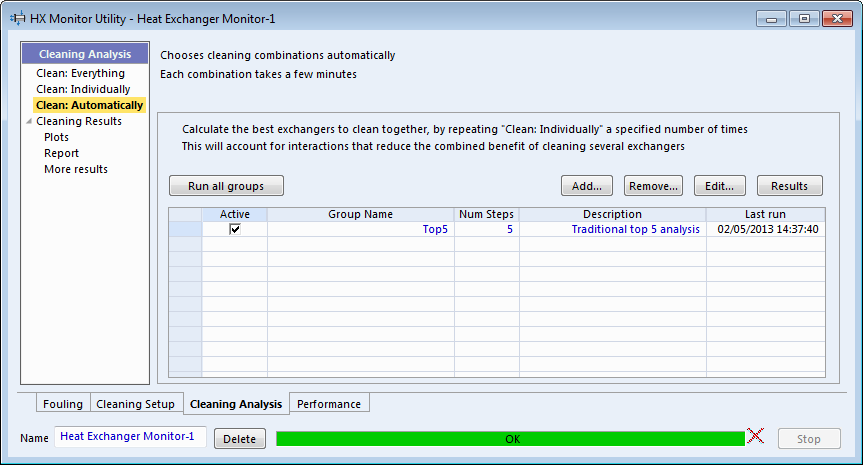 HX Monitor Utility - Heat Exchanger Monitor-1
Cleaning Analysis
Clean: Everything
Clean: Individually
Clean: Automatically
Cleaning Results
Plots
Report
More results
Chooses cleaning combinations automatically
Each combination takes a few minutes
Calculate the best exchangers to clean together, by repeating "Clean: Individually" a specified number of times
This will account for interactions that reduce the combined benefit of cleaning several exchangers
Run all groups Add... Remove... Edit... Results
Active Group Name Num Steps Description Last run
Top5 5 Traditional top 5 analysis 02/05/2013 14:37:40
Fouling Cleaning Setup Cleaning Analysis Performance
Name Heat Exchanger Monitor-1 Delete OK Stop